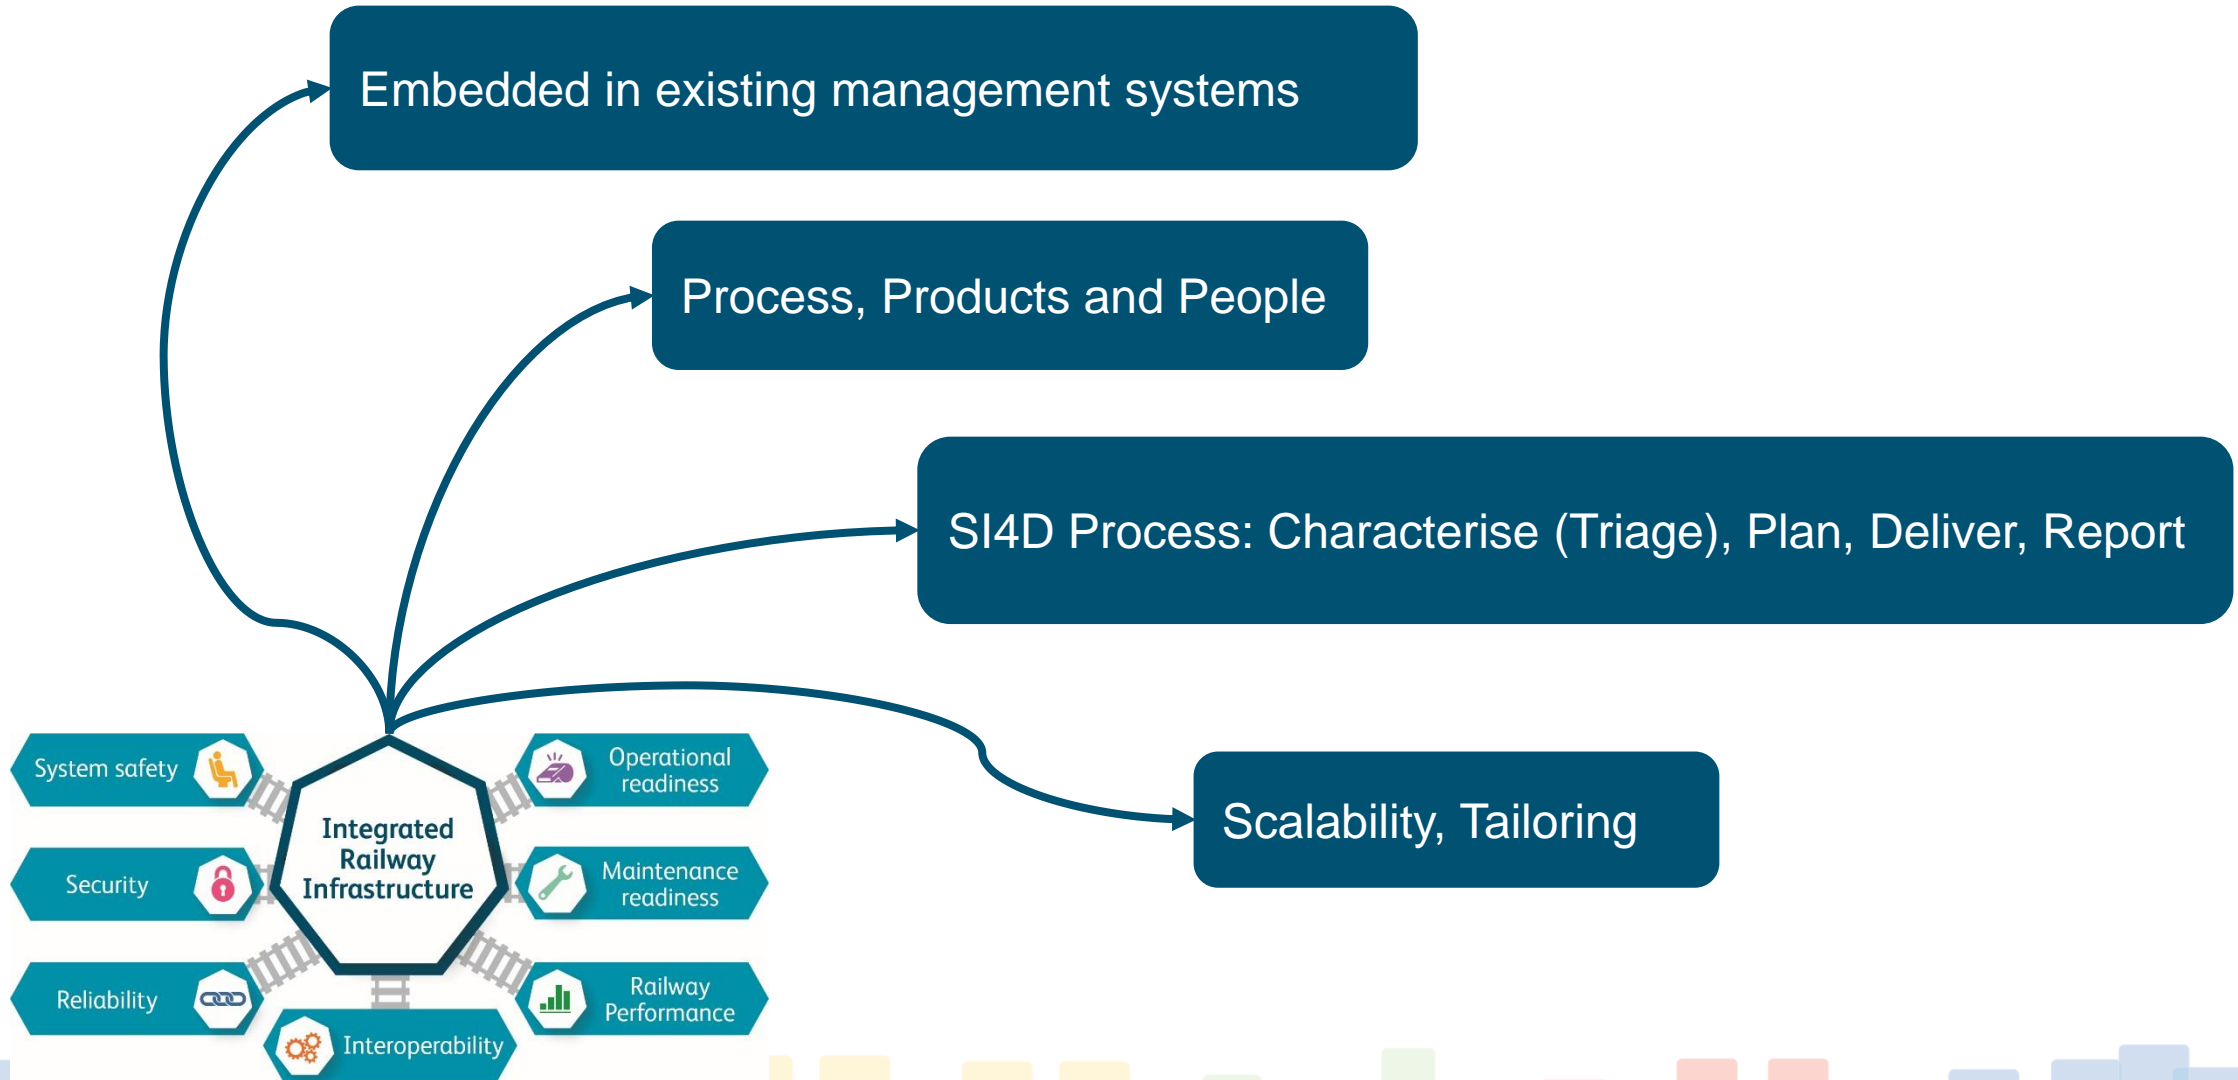 Embedded in existing management systems
Process, Products and People
SI4D Process: Characterise (Triage), Plan, Deliver, Report
Scalability, Tailoring
System safety
Operational
readiness
Integrated
Railway
Infrastructure
Security
Maintenance
readiness
Reliability
Railway
Performance
Interoperability